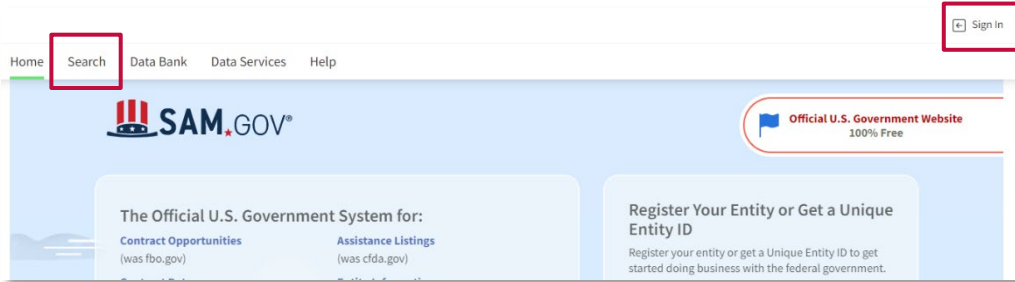 Sign In
Home Search Data Bank Data Services Help
SAM.GOV®
Official U.S. Government Website
100% Free
The Official U.S. Government System for:
Contract Opportunities
(was fbo.gov)
Assistance Listings
(was cfda.gov)
Register Your Entity or Get a Unique
Entity ID
Register your entity or get a Unique Entity ID to get
started doing business with the federal government.